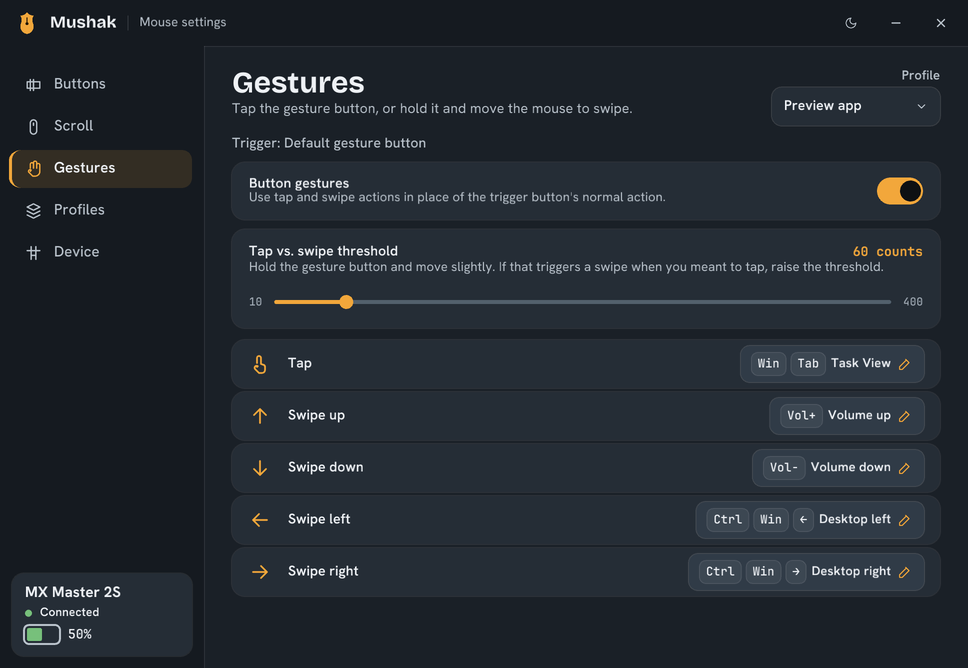 Mushak
Mouse settings
Buttons
Scroll
Gestures
Profiles
Device
MX Master 2S
Connected
50%
Gestures
Tap the gesture button, or hold it and move the mouse to swipe.
Profile
Preview app
Trigger: Default gesture button
Button gestures
Use tap and swipe actions in place of the trigger button's normal action.
Tap vs. swipe threshold
60 counts
Hold the gesture button and move slightly. If that triggers a swipe when you meant to tap, raise the threshold.
10
400
Tap
Win Tab Task View
Swipe up
Vol+ Volume up
Swipe down
Vol- Volume down
Swipe left
Ctrl Win ← Desktop left
Swipe right
Ctrl Win → Desktop right